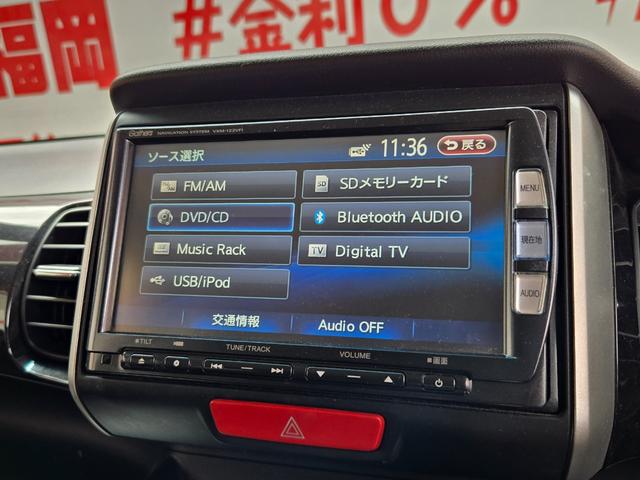 福岡
#金利0%
Gathers NAVIGATION SYSTEM VXM-122VFi
ソース選択
11:36
戻る
FM/AM
SD SDメモリーカード
DVD/CD
Bluetooth AUDIO
Music Rack
TV Digital TV
USB/iPod
交通情報
Audio OFF
MENU
現在地
AUDIO
TILT
TUNE/TRACK
VOLUME
画面